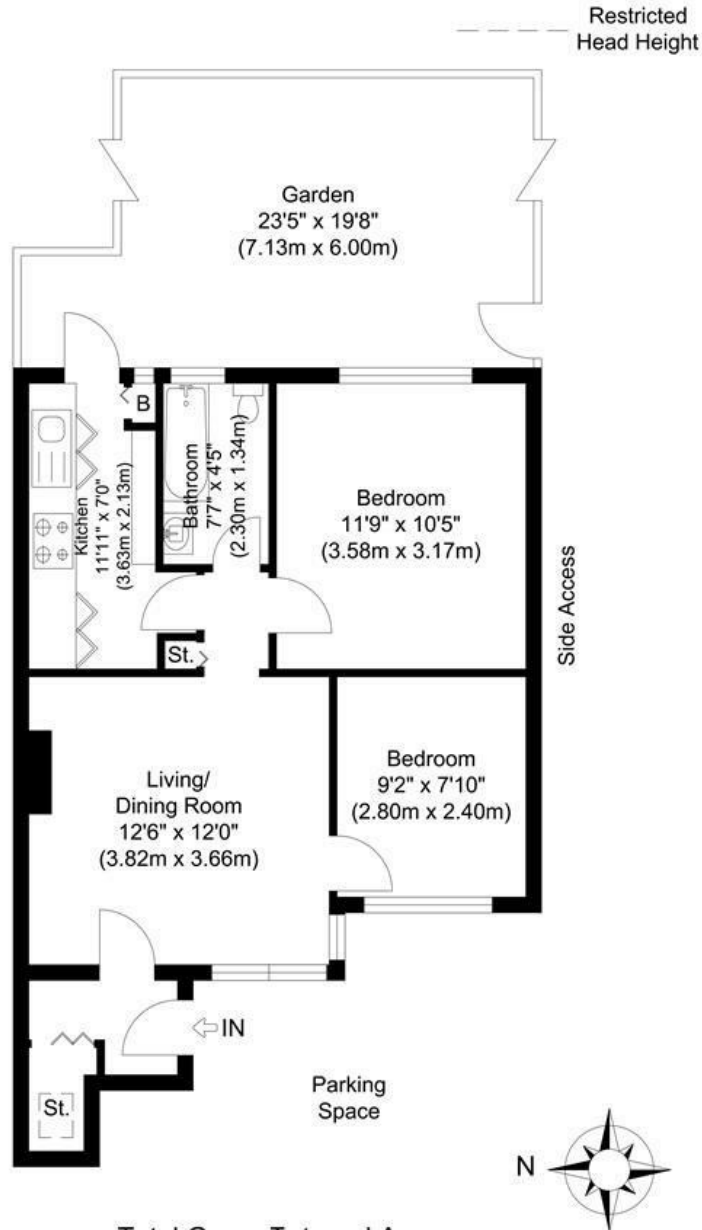 Restricted
Head Height
Garden
23'5" x 19'8"
(7.13m x 6.00m)
B
Kitchen
11'11" x 7'0"
(3.63m x 2.13m)
Bathroom
7'7" x 4'5"
(2.30m x 1.34m)
Bedroom
11'9" x 10'5"
(3.58m x 3.17m)
Side Access
St.
Living/
Dining Room
12'6" x 12'0"
(3.82m x 3.66m)
Bedroom
9'2" x 7'10"
(2.80m x 2.40m)
IN
St.
Parking
Space
N